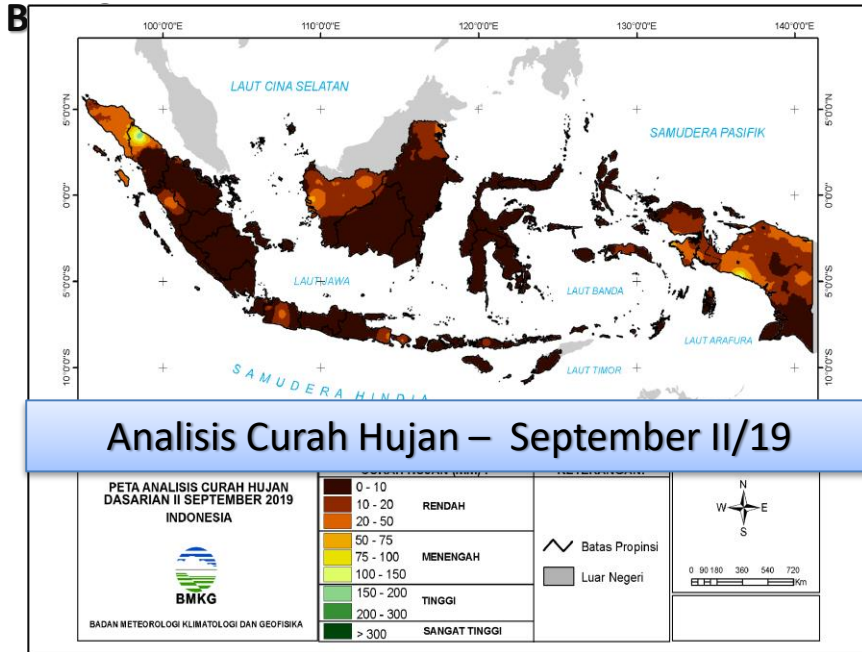 B
100°0'0"E 110°0'0"E 120°0'0"E 130°0'0"E 140°0'0"E
LAUT CINA SELATAN
SAMUDERA PASIFIK
5°0'0"N 5°0'0"N
0°0'0" 0°0'0"
LAUT JAWA
LAUT BANDA
5°0'0"S 5°0'0"S
LAUT ARAFURA
LAUT TIMOR
10°0'0"S 10°0'0"S
SAMUDERA HINDIA
Analisis Curah Hujan – September II/19
PETA ANALISIS CURAH HUJAN
DASARIAN II SEPTEMBER 2019
INDONESIA
BMKG
BADAN METEOROLOGI KLIMATOLOGI DAN GEOFISIKA
CURAH HUJAN (mm) :
0 - 10
10 - 20 RENDAH
20 - 50
50 - 75
75 - 100 MENENGAH
100 - 150
150 - 200 TINGGI
200 - 300
> 300 SANGAT TINGGI
KETERANGAN:
Batas Propinsi
Luar Negeri
N
W E
S
0 90 180 360 540 720
Km